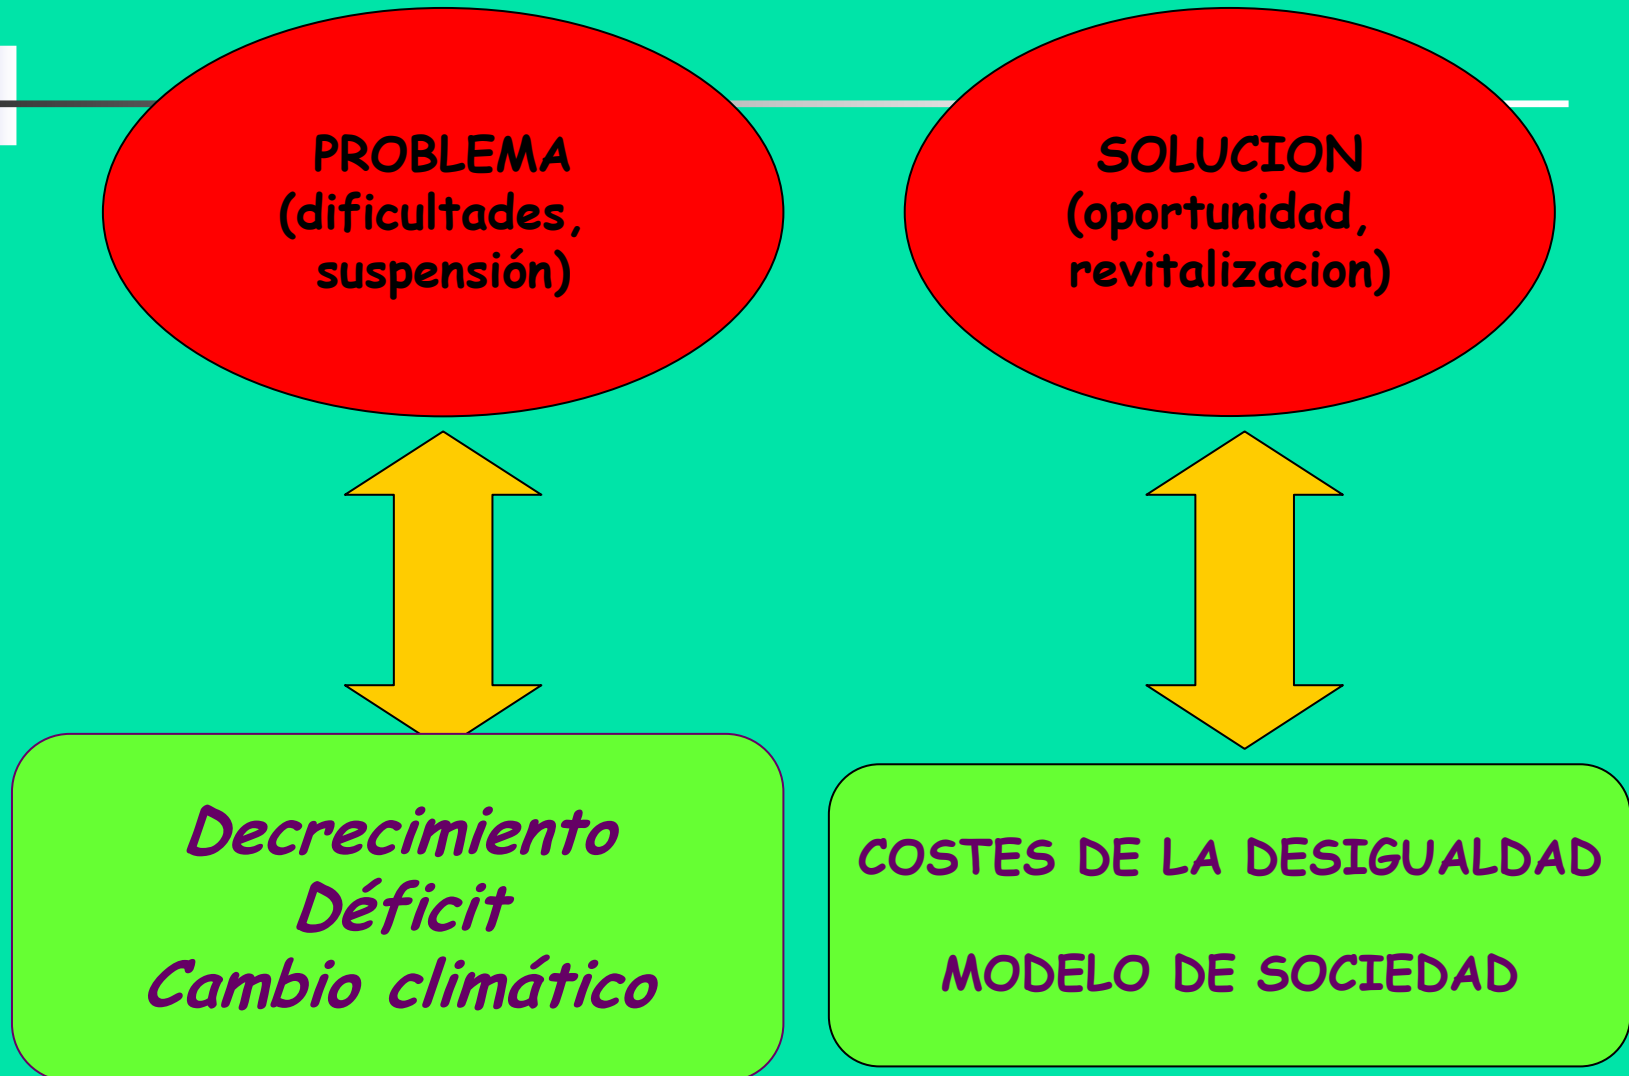 PROBLEMA
(dificultades,
suspensión)
SOLUCION
(oportunidad,
revitalizacion)
Decrecimiento
Déficit
Cambio climático
COSTES DE LA DESIGUALDAD
MODELO DE SOCIEDAD